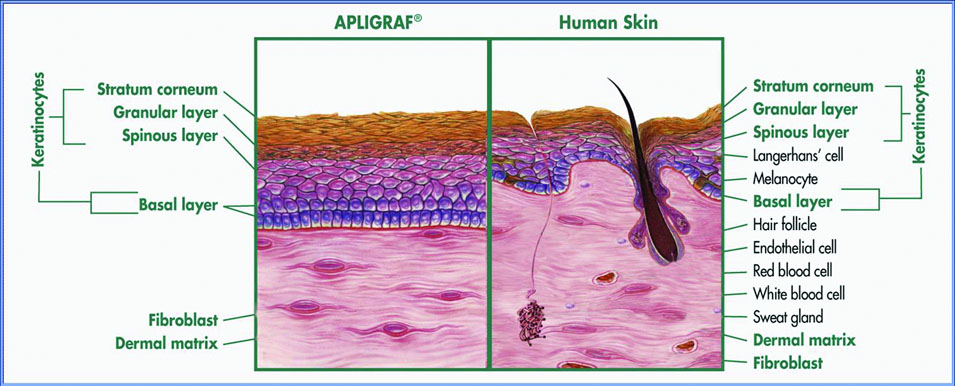 APLIGRAF®
Human Skin
Keratinocytes
Stratum corneum
Granular layer
Spinous layer
Basal layer
Fibroblast
Dermal matrix
Stratum corneum
Granular layer
Spinous layer
Langerhans’ cell
Melanocyte
Basal layer
Hair follicle
Endothelial cell
Red blood cell
White blood cell
Sweat gland
Dermal matrix
Fibroblast
Keratinocytes